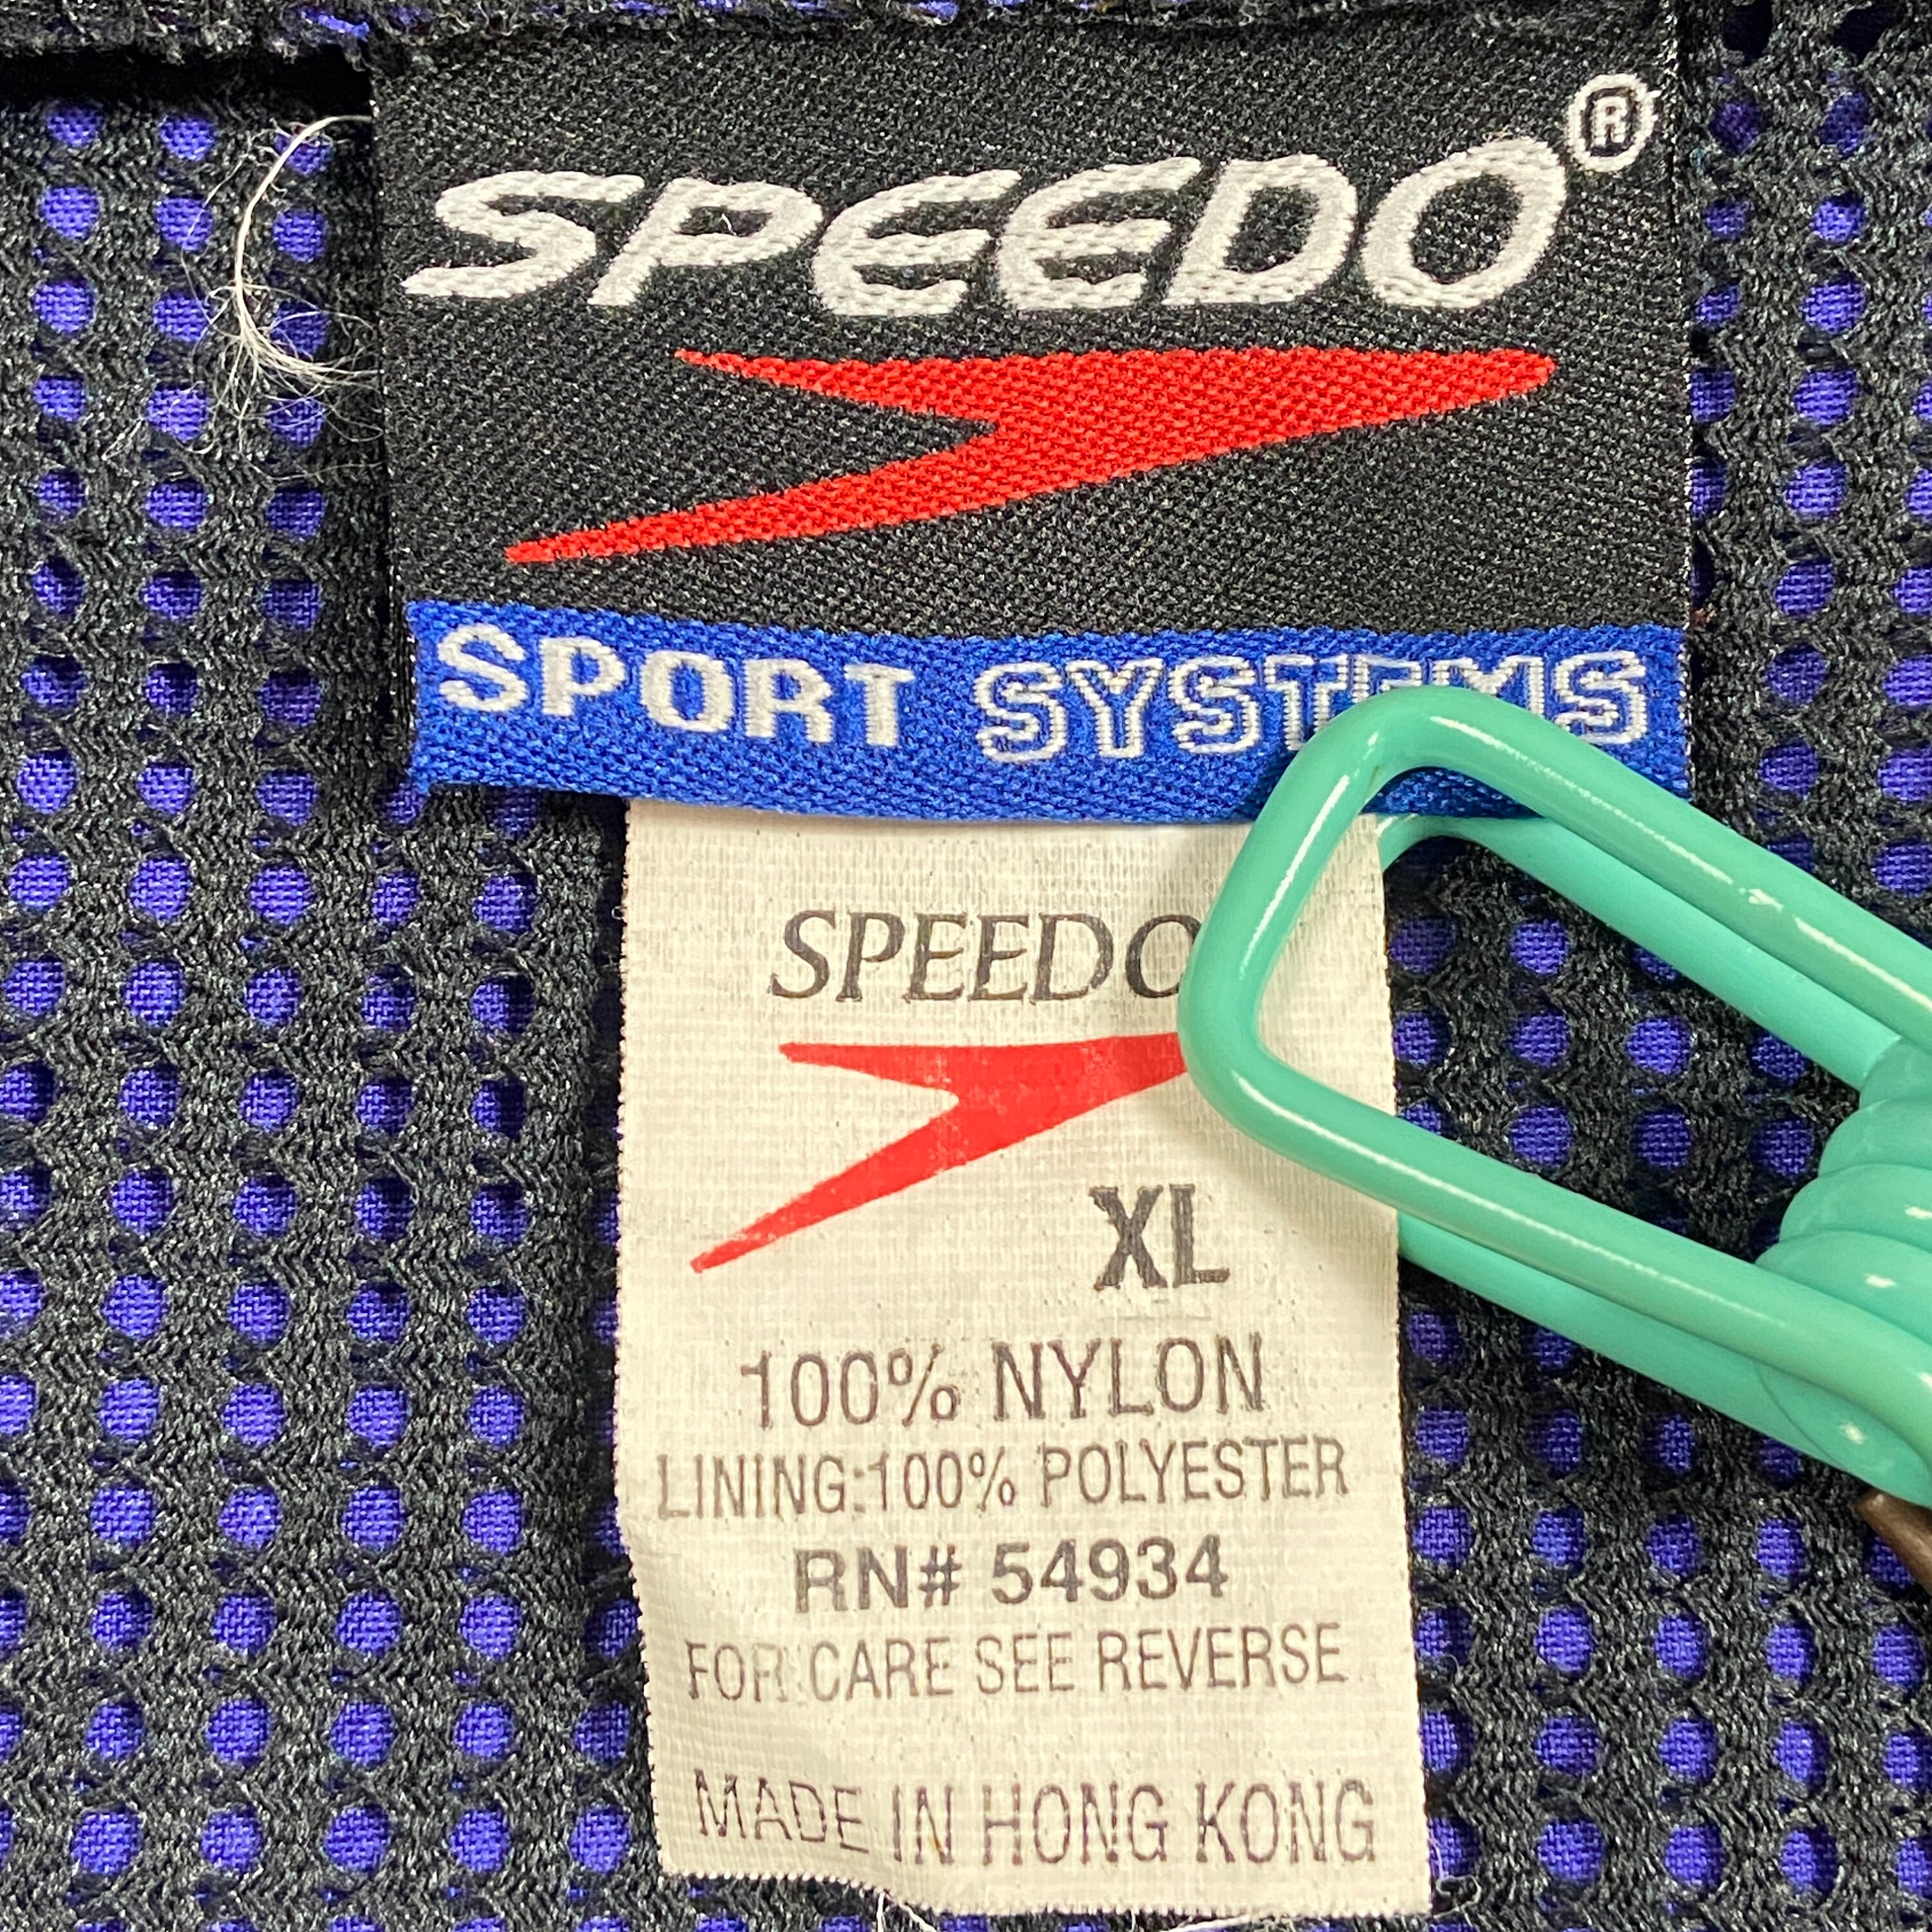 SPEEDO®
SPORT SYSTEMS
SPEEDO
XL
100% NYLON
LINING:100% POLYESTER
RN# 54934
FOR CARE SEE REVERSE
MADE IN HONG KONG